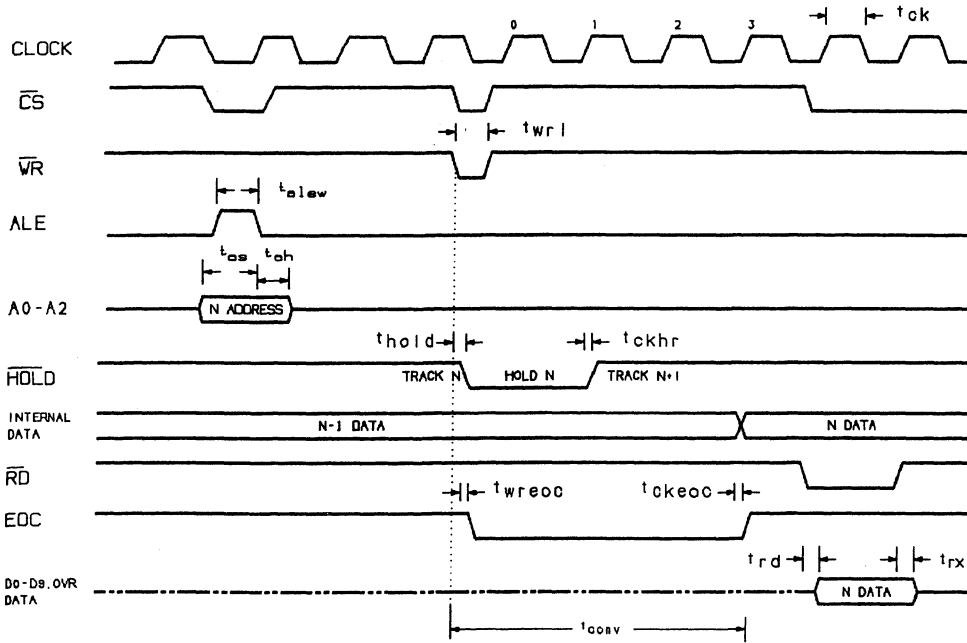 0 1 2 3 tck
CLOCK
CS
twrl
WR
talew
ALE
tas tah
A0-A2 N ADDRESS
thold tckhr
HOLD TRACK N HOLD N TRACK N+1
INTERNAL
DATA N-1 DATA N DATA
RD
twreoc tckeoc
EOC
trd trx
D0-D9.OVR
DATA N DATA
tconv